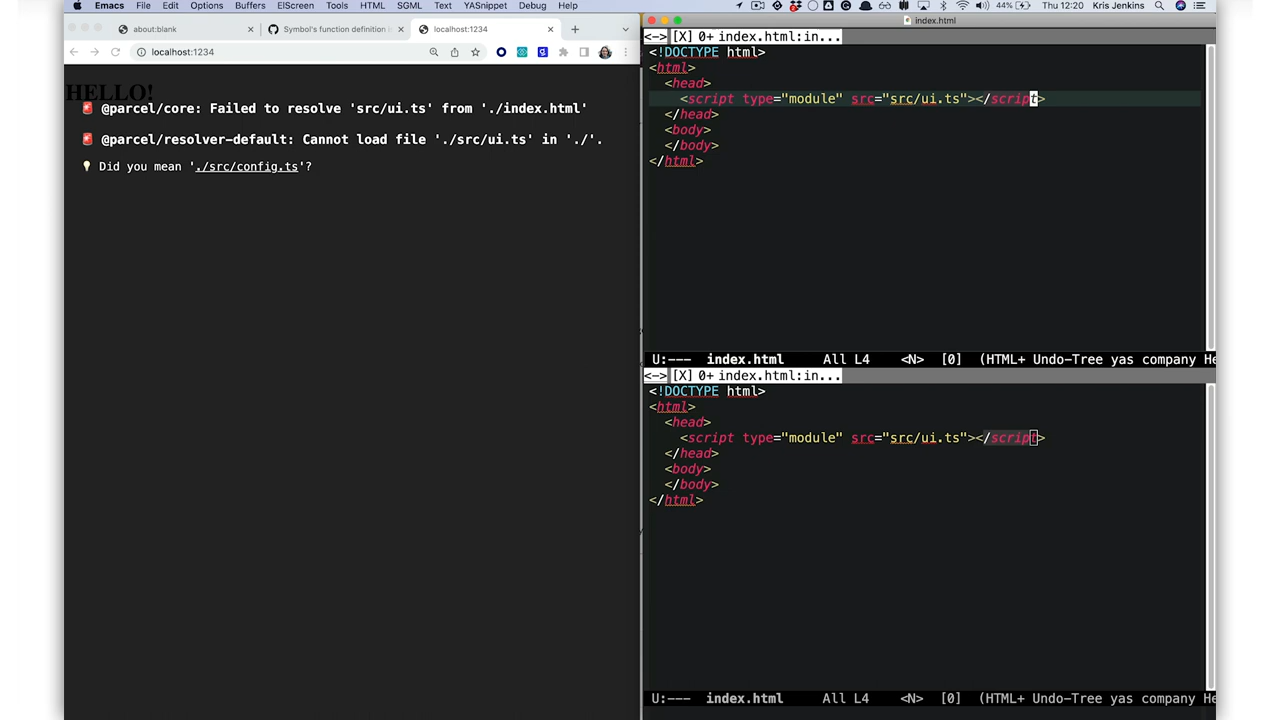 Emacs File Edit Options Buffers ElScreen Tools HTML SGML Text YASnippet Debug Help 44% Thu 12:20 Kris Jenkins
about:blank
Symbol's function definition i
localhost:1234
localhost:1234
HELLO!
@parcel/core: Failed to resolve 'src/ui.ts' from './index.html'
@parcel/resolver-default: Cannot load file './src/ui.ts' in './'.
Did you mean './src/config.ts'?
index.html
<-> [X] 0+ index.html:in...
<!DOCTYPE html>
<html>
<head>
<script type="module" src="src/ui.ts"></script>
</head>
<body>
</body>
</html>
U:--- index.html All L4 <N> [0] (HTML+ Undo-Tree yas company He
<-> [X] 0+ index.html:in...
<!DOCTYPE html>
<html>
<head>
<script type="module" src="src/ui.ts"></script>
</head>
<body>
</body>
</html>
U:--- index.html All L4 <N> [0] (HTML+ Undo-Tree yas company He